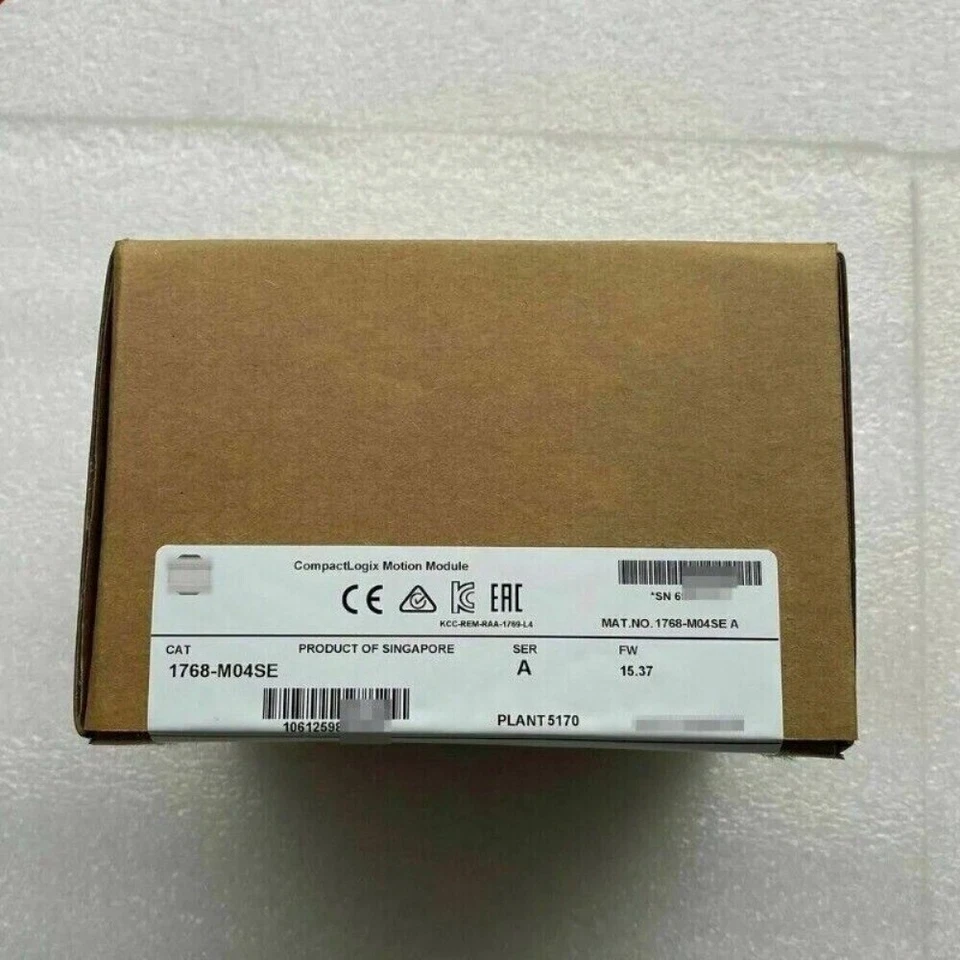 CompactLogix Motion Module
CE EAC
KCC-REM-RAA-1769-L4
*SN 6
MAT.NO. 1768-M04SE A
CAT
1768-M04SE
PRODUCT OF SINGAPORE
SER
A
FW
15.37
10612598
PLANT 5170